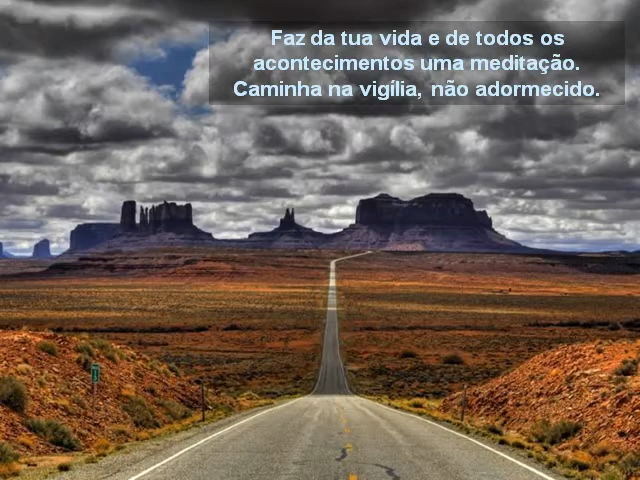 Faz da tua vida e de todos os
acontecimentos uma meditação.
Caminha na vigília, não adormecido.